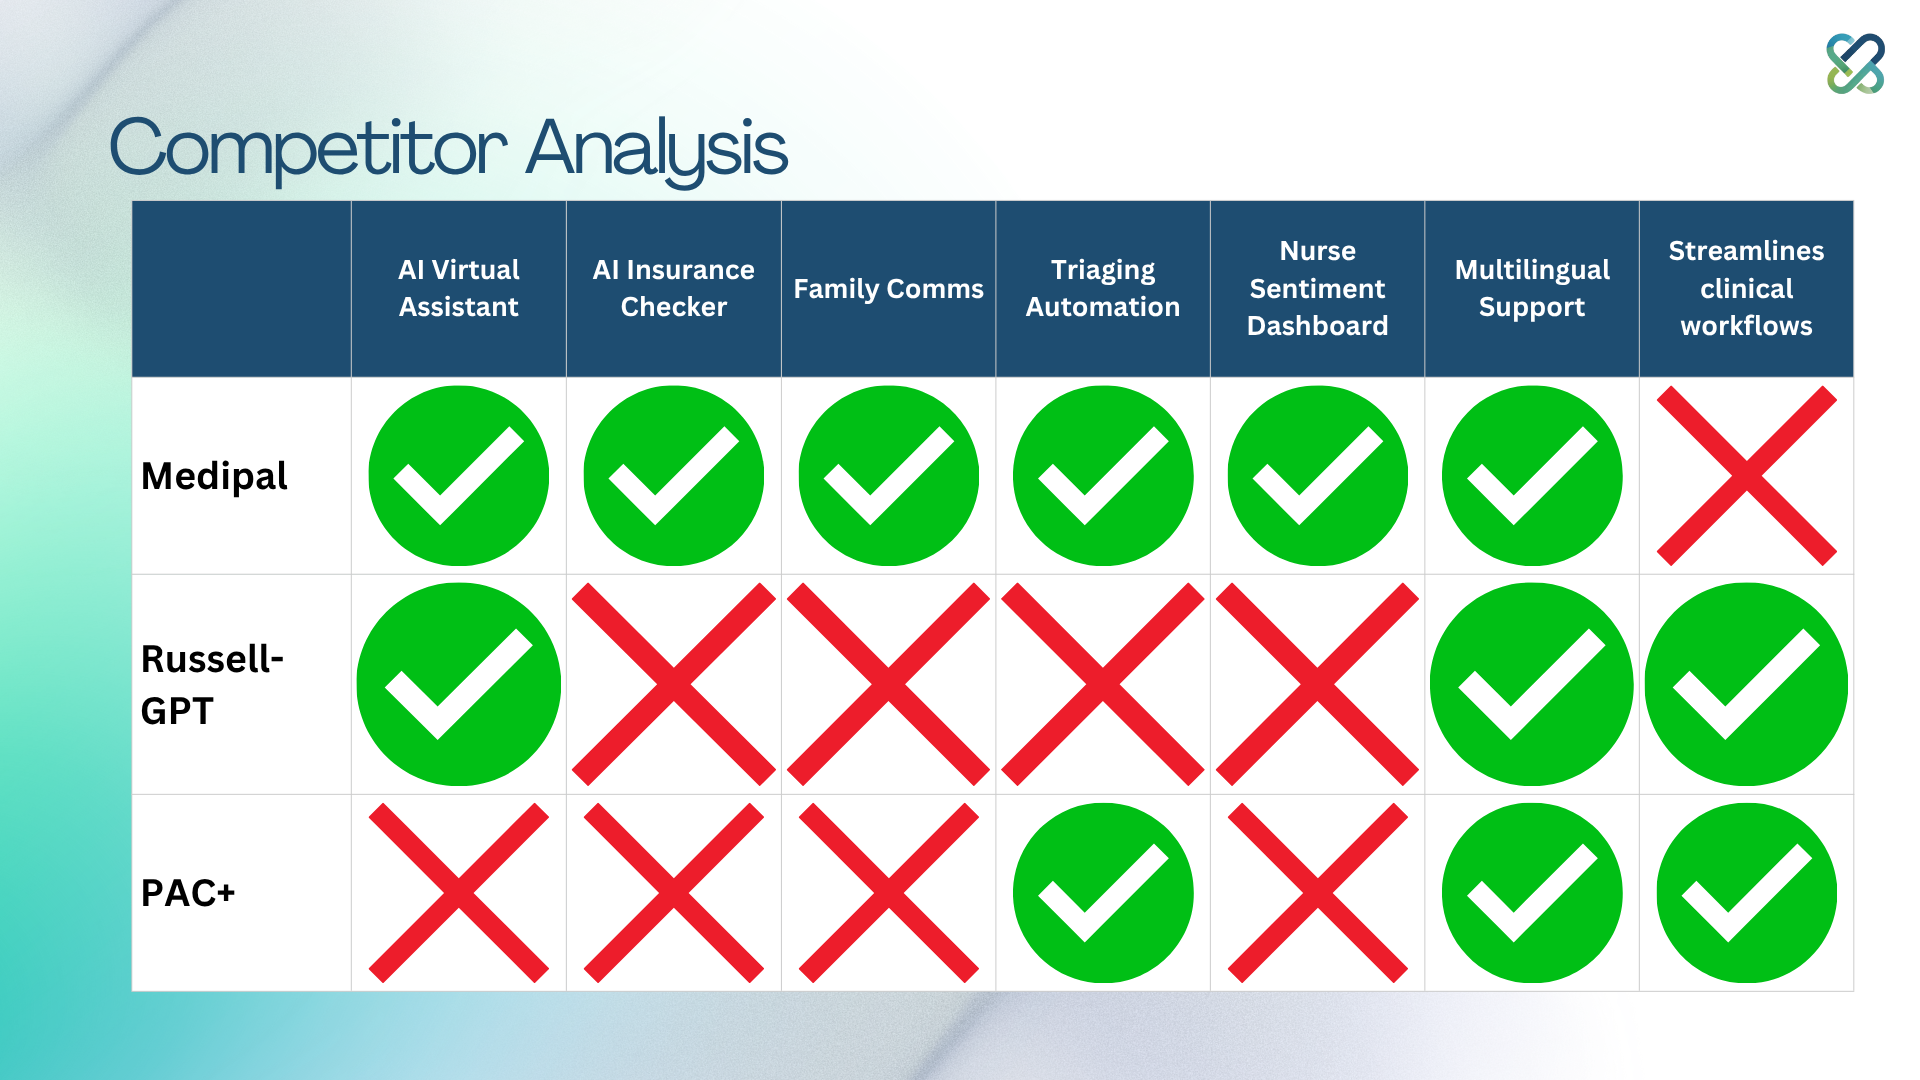 Competitor Analysis
AI Virtual
Assistant
AI Insurance
Checker
Family Comms
Triaging
Automation
Nurse
Sentiment
Dashboard
Multilingual
Support
Streamlines
clinical
workflows
Medipal
Russell-
GPT
PAC+